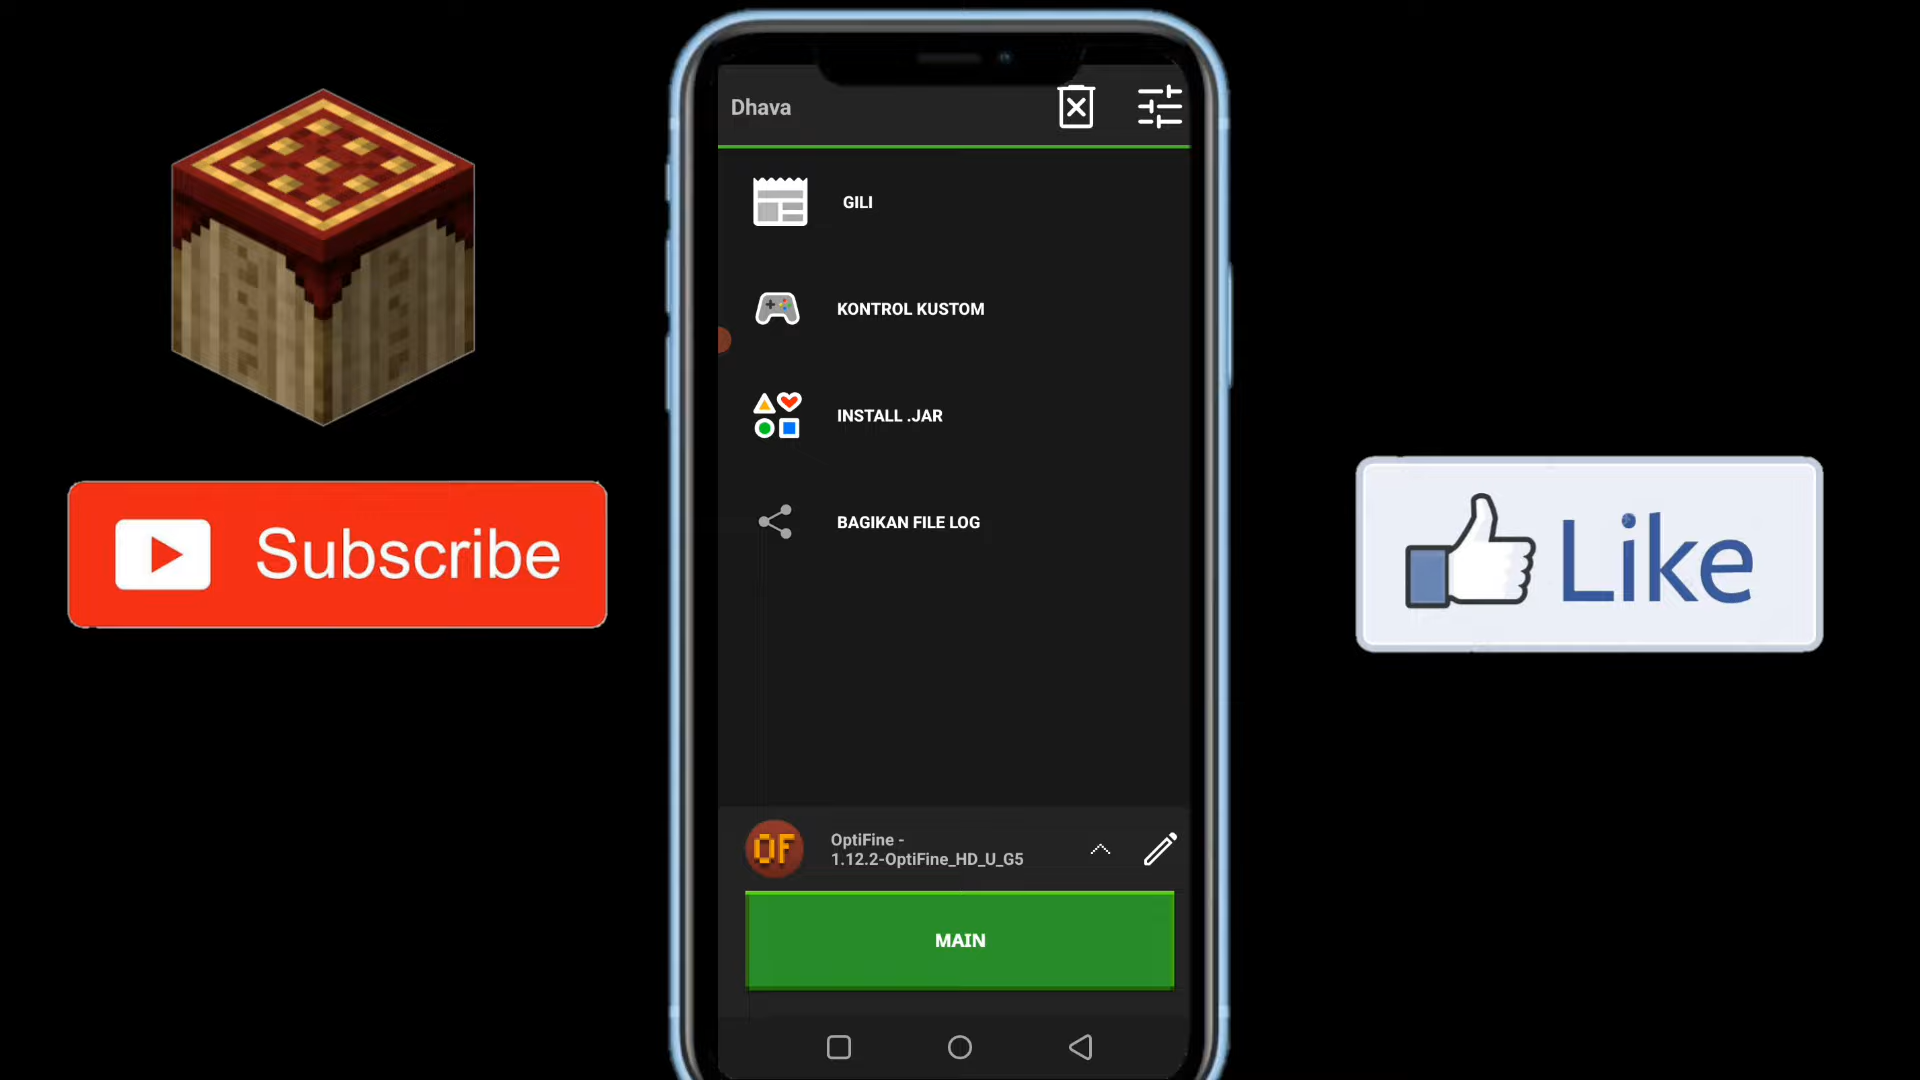 Dhava
GILI
KONTROL KUSTOM
INSTALL .JAR
BAGIKAN FILE LOG
Subscribe
Like
OF
OptiFine -
1.12.2-OptiFine_HD_U_G5
MAIN